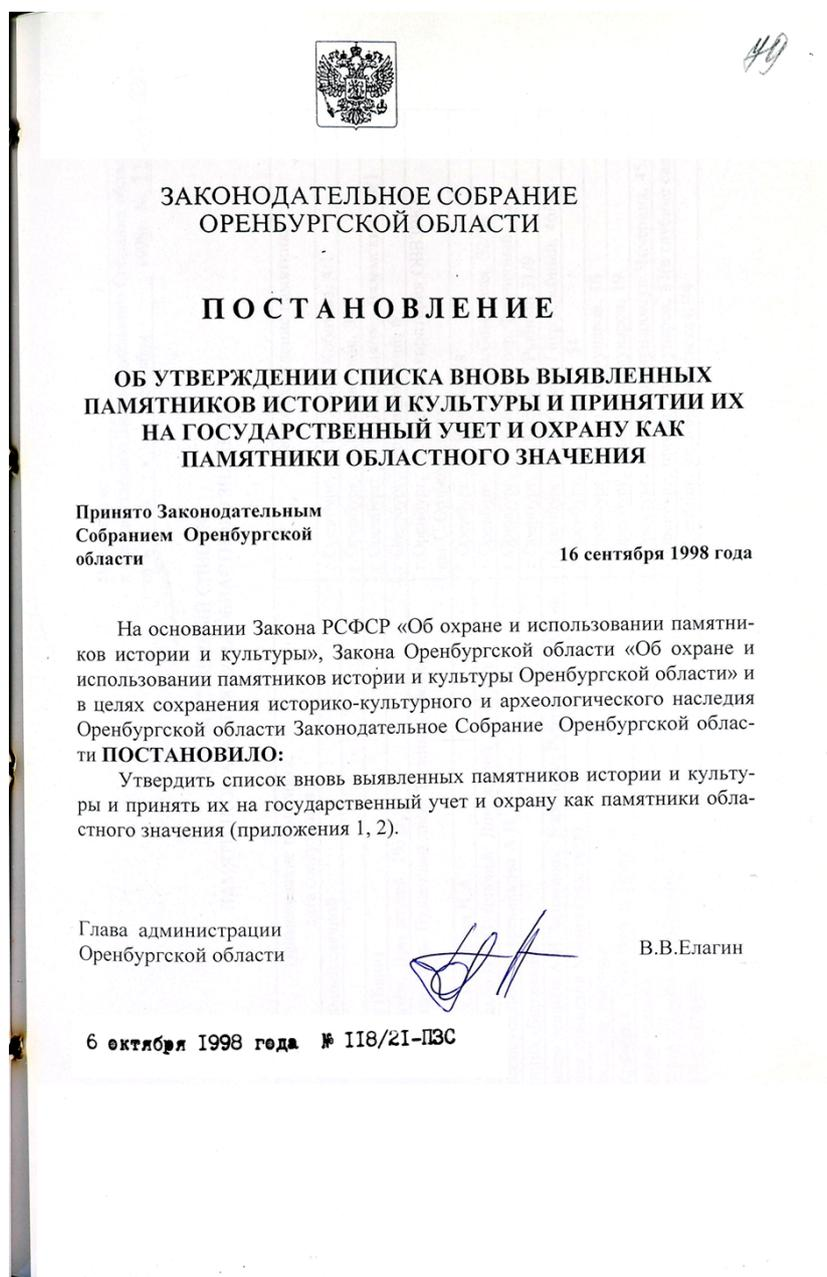 79
ЗАКОНОДАТЕЛЬНОЕ СОБРАНИЕ
ОРЕНБУРГСКОЙ ОБЛАСТИ
ПОСТАНОВЛЕНИЕ
ОБ УТВЕРЖДЕНИИ СПИСКА ВНОВЬ ВЫЯВЛЕННЫХ
ПАМЯТНИКОВ ИСТОРИИ И КУЛЬТУРЫ И ПРИНЯТИИ ИХ
НА ГОСУДАРСТВЕННЫЙ УЧЕТ И ОХРАНУ КАК
ПАМЯТНИКИ ОБЛАСТНОГО ЗНАЧЕНИЯ
Принято Законодательным
Собранием Оренбургской
области 16 сентября 1998 года
На основании Закона РСФСР «Об охране и использовании памятни-
ков истории и культуры», Закона Оренбургской области «Об охране и
использовании памятников истории и культуры Оренбургской области» и
в целях сохранения историко-культурного и археологического наследия
Оренбургской области Законодательное Собрание Оренбургской облас-
ти ПОСТАНОВИЛО:
Утвердить список вновь выявленных памятников истории и культу-
ры и принять их на государственный учет и охрану как памятники обла-
стного значения (приложения 1, 2).
Глава администрации
Оренбургской области В.В.Елагин
6 октября 1998 года № 118/21-ПЗС